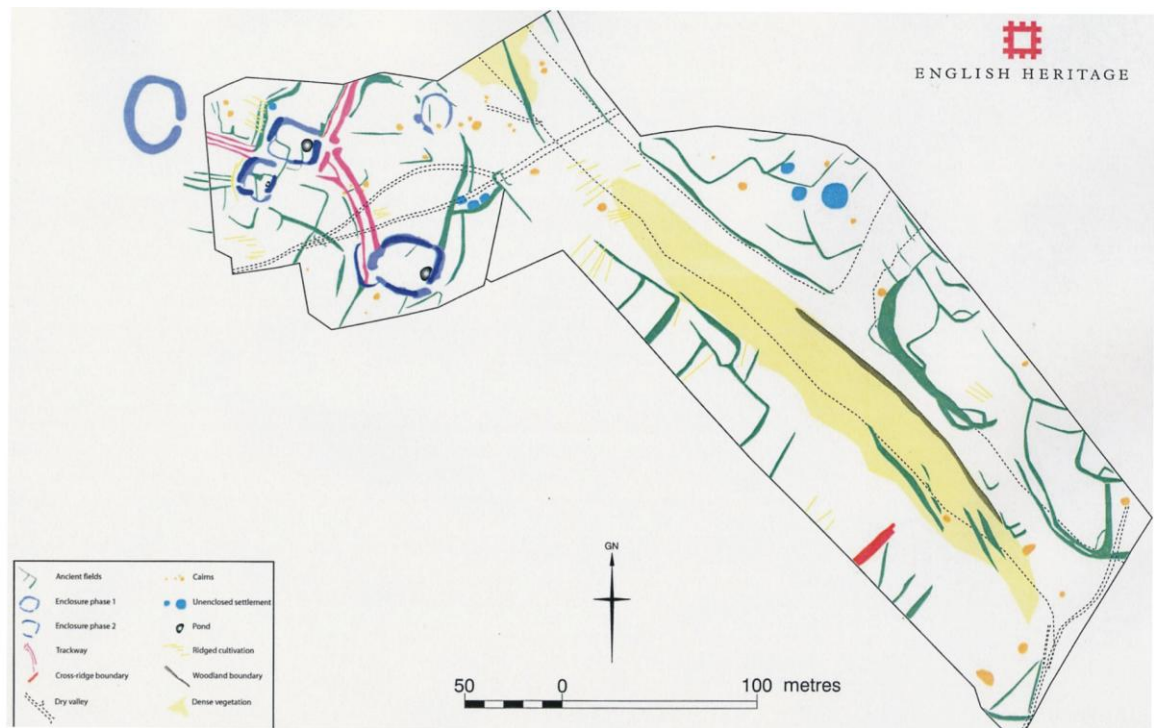 ENGLISH HERITAGE
GN
50 0 100 metres
Ancient fields
Enclosure phase 1
Enclosure phase 2
Trackway
Cross-ridge boundary
Dry valley
Cairns
Unenclosed settlement
Pond
Ridged cultivation
Woodland boundary
Dense vegetation